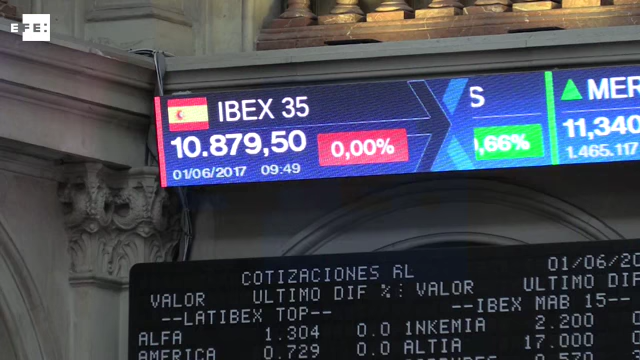 EFE:
IBEX 35
10.879,50 0,00%
01/06/2017 09:49
S
,66%
MER
11,340
1.465.117
COTIZACIONES AL 01/06/20
VALOR ULTIMO DIF % VALOR ULTIMO DI
--LATIBEX TOP-- --IBEX MAB 15--
ALFA 1.304 0.0 1NKEMIA 2.200 0.
AMERICA 0.729 0.0 ALTIA 17.000